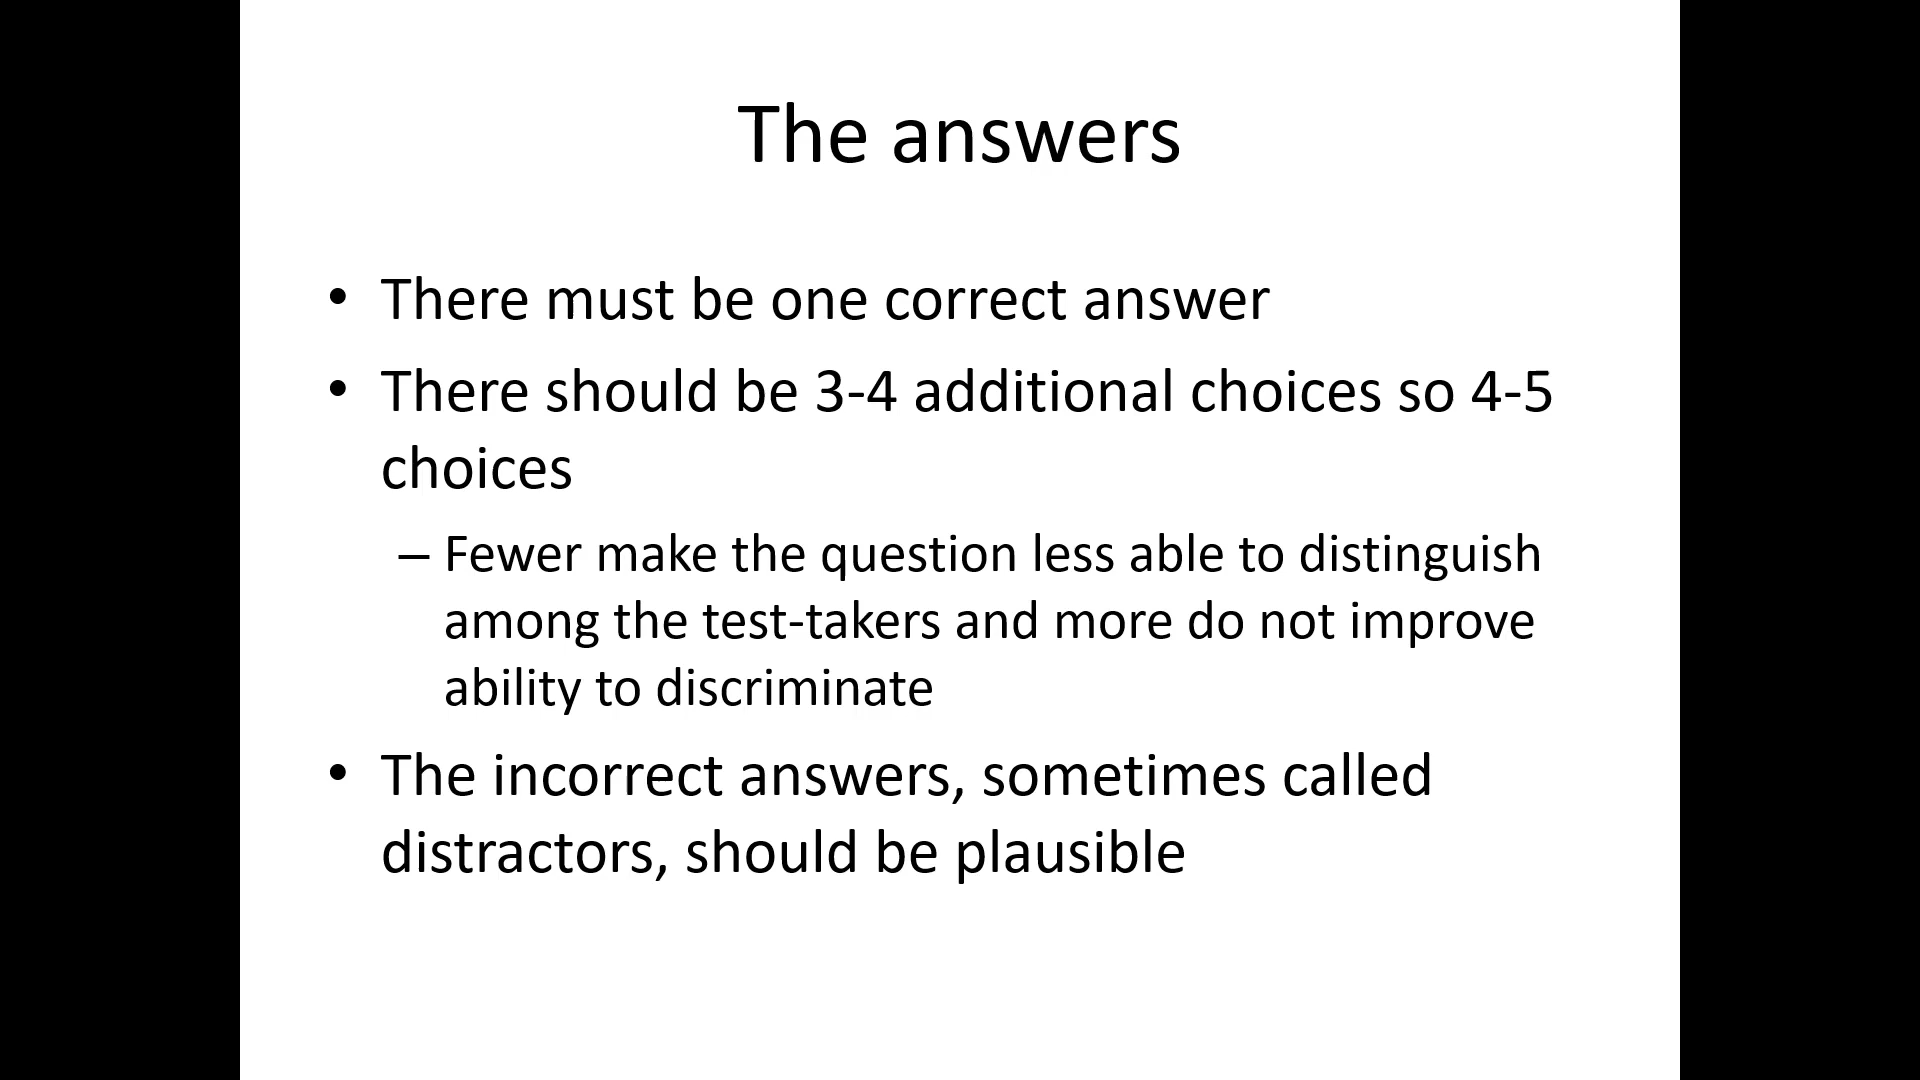 The answers
• There must be one correct answer
• There should be 3-4 additional choices so 4-5
choices
– Fewer make the question less able to distinguish
among the test-takers and more do not improve
ability to discriminate
• The incorrect answers, sometimes called
distractors, should be plausible